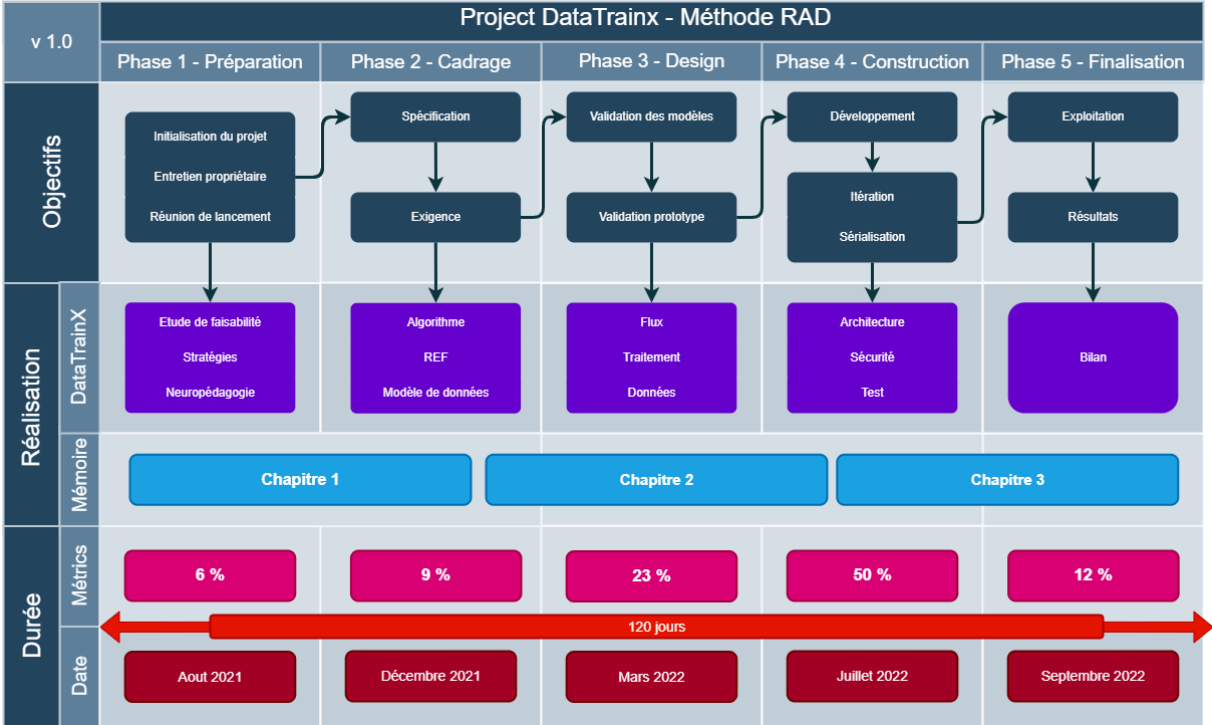 Project DataTrainx - Méthode RAD
v 1.0
Phase 1 - Préparation
Phase 2 - Cadrage
Phase 3 - Design
Phase 4 - Construction
Phase 5 - Finalisation
Objectifs
Initialisation du projet
Entretien propriétaire
Réunion de lancement
Spécification
Exigence
Validation des modèles
Validation prototype
Développement
Itération
Sérialisation
Exploitation
Résultats
Réalisation
DataTrainX
Etude de faisabilité
Stratégies
Neuropédagogie
Algorithme
REF
Modèle de données
Flux
Traitement
Données
Architecture
Sécurité
Test
Bilan
Mémoire
Chapitre 1
Chapitre 2
Chapitre 3
Durée
Métrics
6 %
9 %
23 %
50 %
12 %
120 jours
Date
Aout 2021
Décembre 2021
Mars 2022
Juillet 2022
Septembre 2022